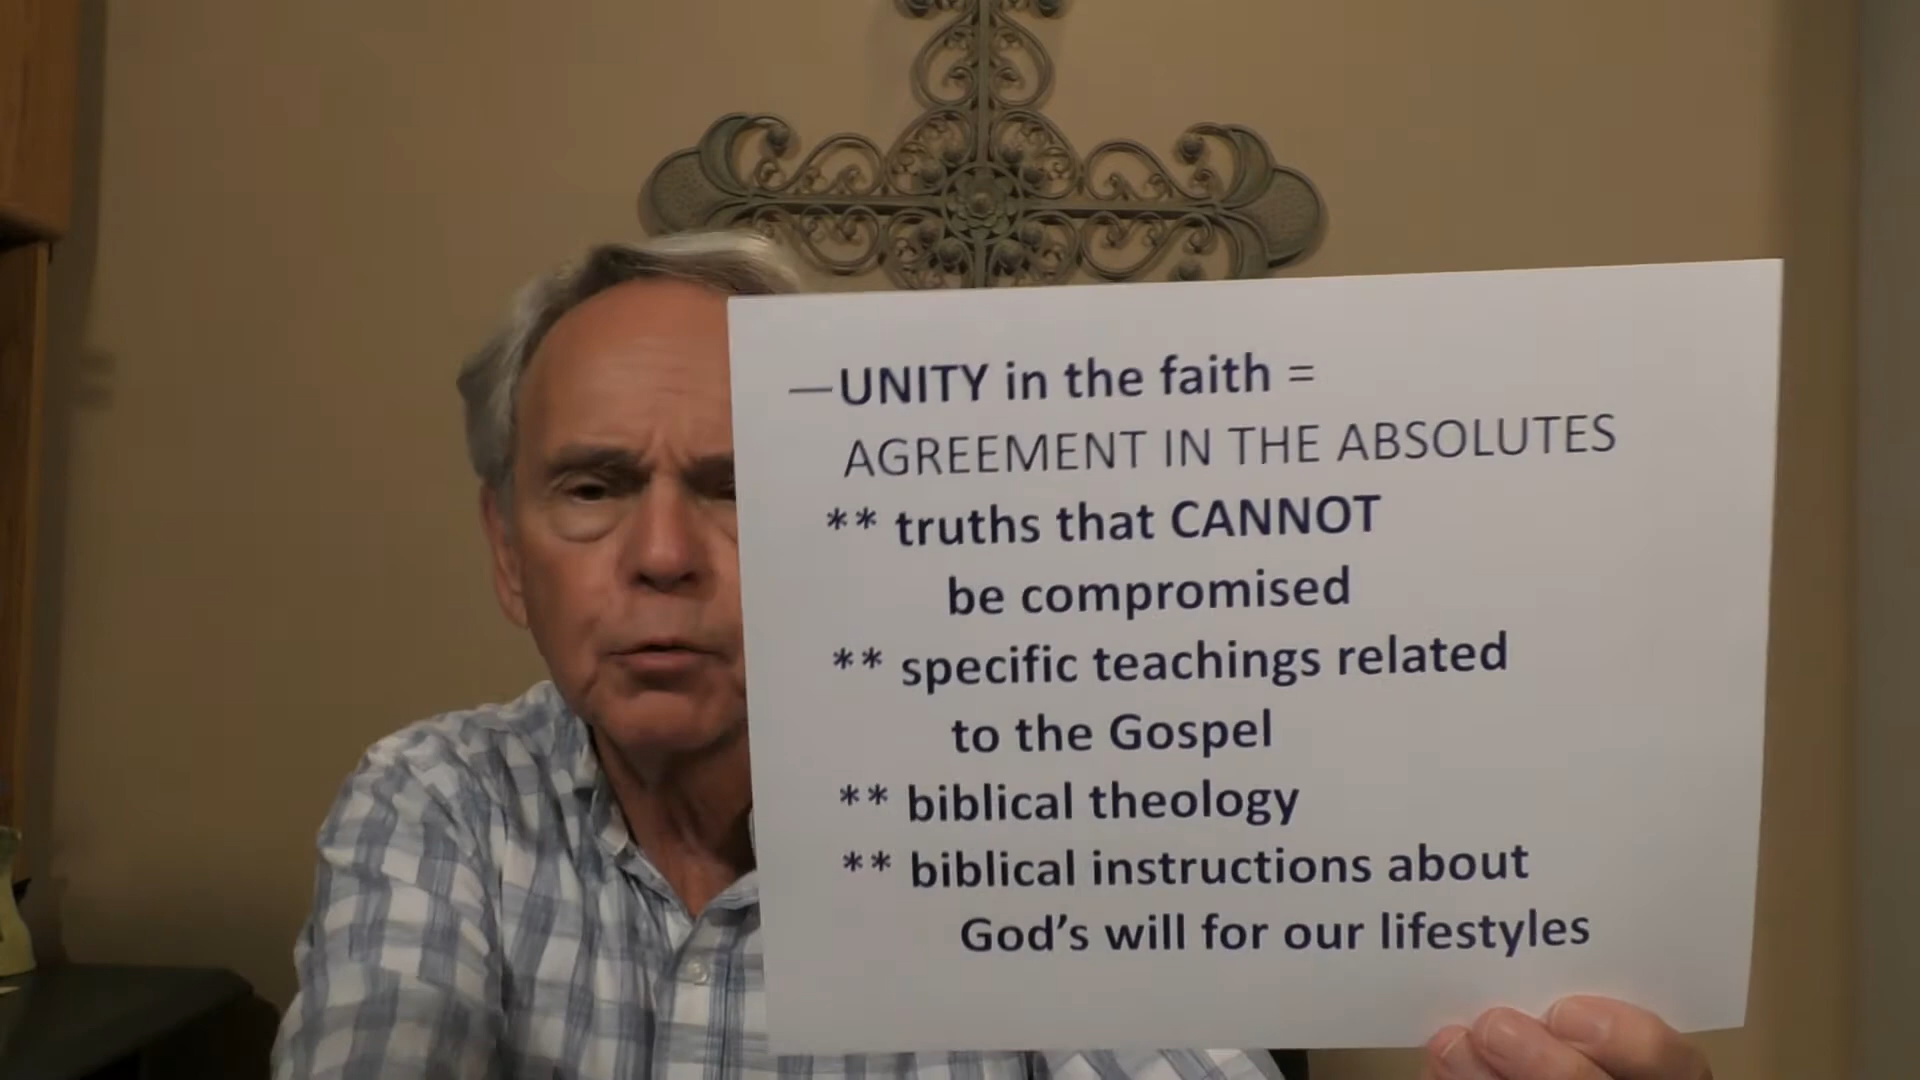 —UNITY in the faith =
AGREEMENT IN THE ABSOLUTES
** truths that CANNOT
be compromised
** specific teachings related
to the Gospel
** biblical theology
** biblical instructions about
God's will for our lifestyles